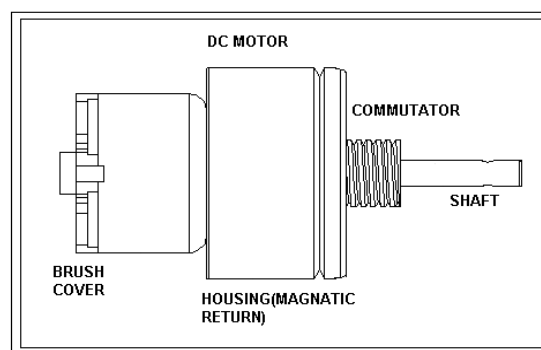 DC MOTOR
COMMUTATOR
SHAFT
BRUSH
COVER
HOUSING(MAGNATIC
RETURN)